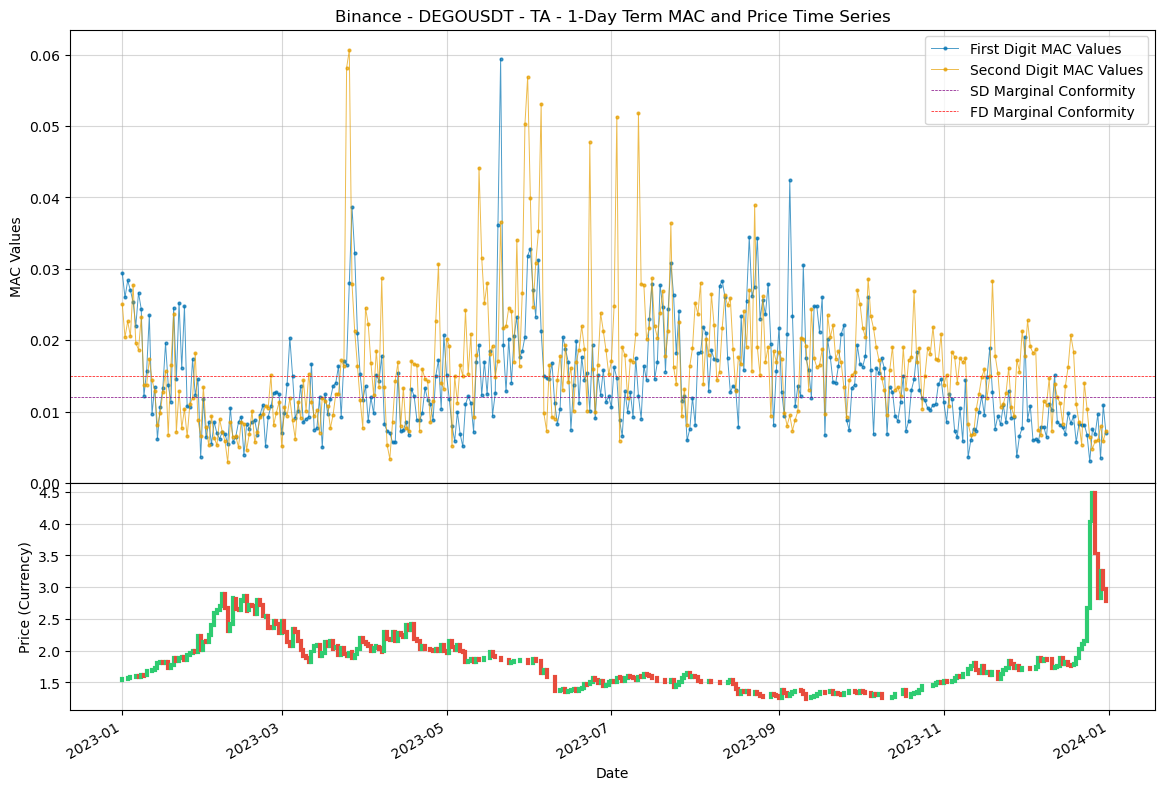 Binance - DEGOUSDT - TA - 1-Day Term MAC and Price Time Series
First Digit MAC Values
Second Digit MAC Values
SD Marginal Conformity
FD Marginal Conformity
MAC Values
0.06
0.05
0.04
0.03
0.02
0.01
0.00
Price (Currency)
4.5
4.0
3.5
3.0
2.5
2.0
1.5
2023-01
2023-03
2023-05
2023-07
2023-09
2023-11
2024-01
Date